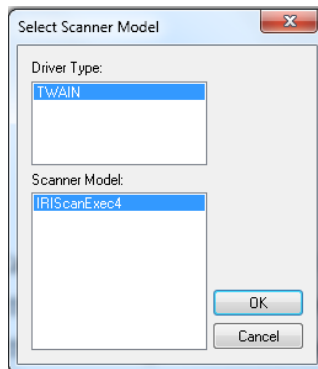 Select Scanner Model
Driver Type:
TWAIN
Scanner Model:
IRIScanExec4
OK
Cancel